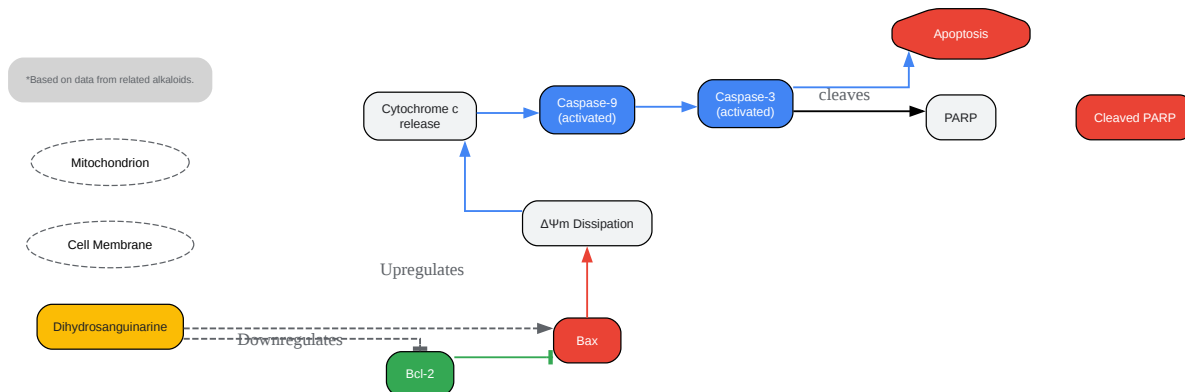 Apoptosis
*Based on data from related alkaloids.
Cytochrome c
release
Caspase-9
(activated)
Caspase-3
(activated)
cleaves
PARP
Cleaved PARP
Mitochondrion
ΔΨm Dissipation
Cell Membrane
Upregulates
Dihydrosanguinarine
Downregulates
Bax
Bcl-2